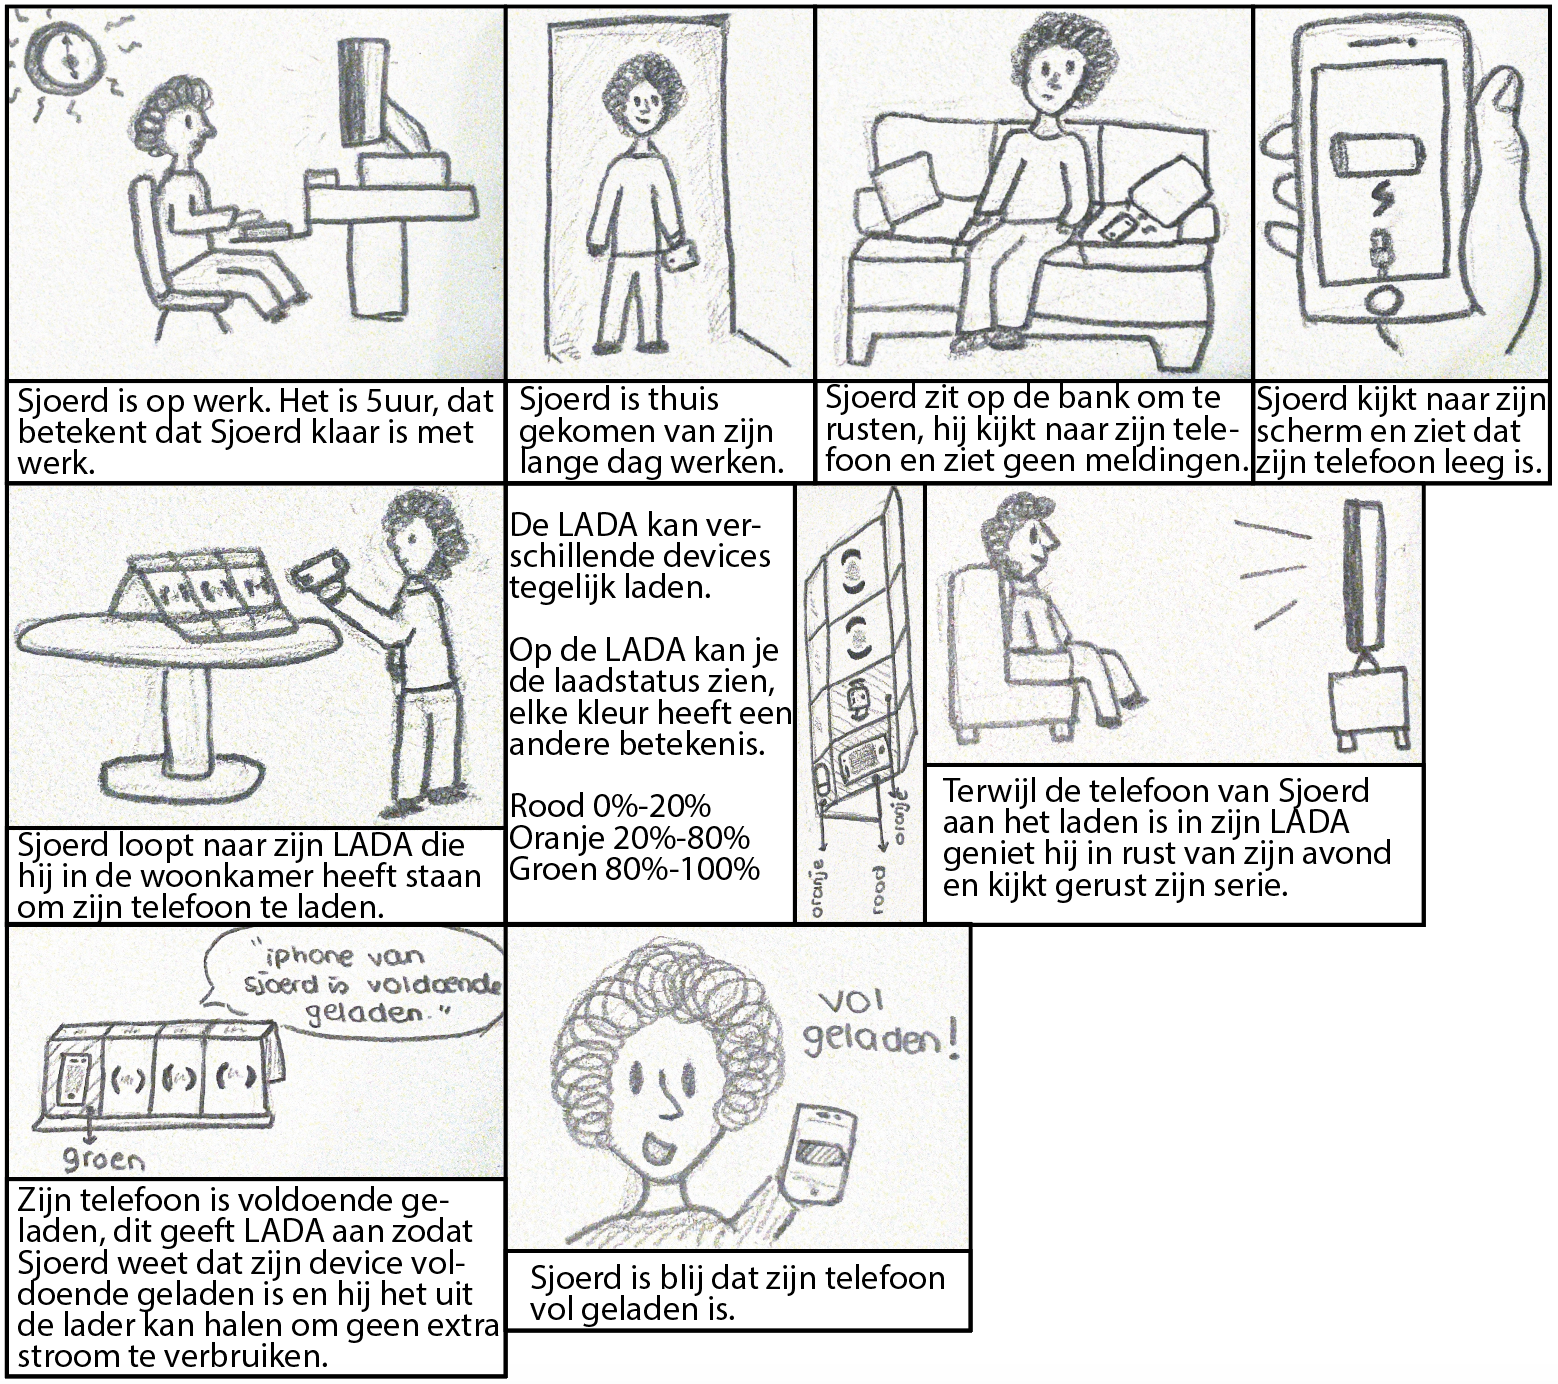 Sjoerd is op werk. Het is 5uur, dat
betekent dat Sjoerd klaar is met
werk.
Sjoerd is thuis
gekomen van zijn
lange dag werken.
Sjoerd zit op de bank om te
rusten, hij kijkt naar zijn tele-
foon en ziet geen meldingen.
Sjoerd kijkt naar zijn
scherm en ziet dat
zijn telefoon leeg is.
Sjoerd loopt naar zijn LADA die
hij in de woonkamer heeft staan
om zijn telefoon te laden.
De LADA kan ver-
schillende devices
tegelijk laden.
Op de LADA kan je
de laadstatus zien,
elke kleur heeft een
andere betekenis.
Rood 0%-20%
Oranje 20%-80%
Groen 80%-100%
oranje
rood
oranje
Terwijl de telefoon van Sjoerd
aan het laden is in zijn LADA
geniet hij in rust van zijn avond
en kijkt gerust zijn serie.
"iphone van
sjoerd is voldoende
geladen."
groen
Zijn telefoon is voldoende ge-
laden, dit geeft LADA aan zodat
Sjoerd weet dat zijn device vol-
doende geladen is en hij het uit
de lader kan halen om geen extra
stroom te verbruiken.
vol
geladen!
Sjoerd is blij dat zijn telefoon
vol geladen is.